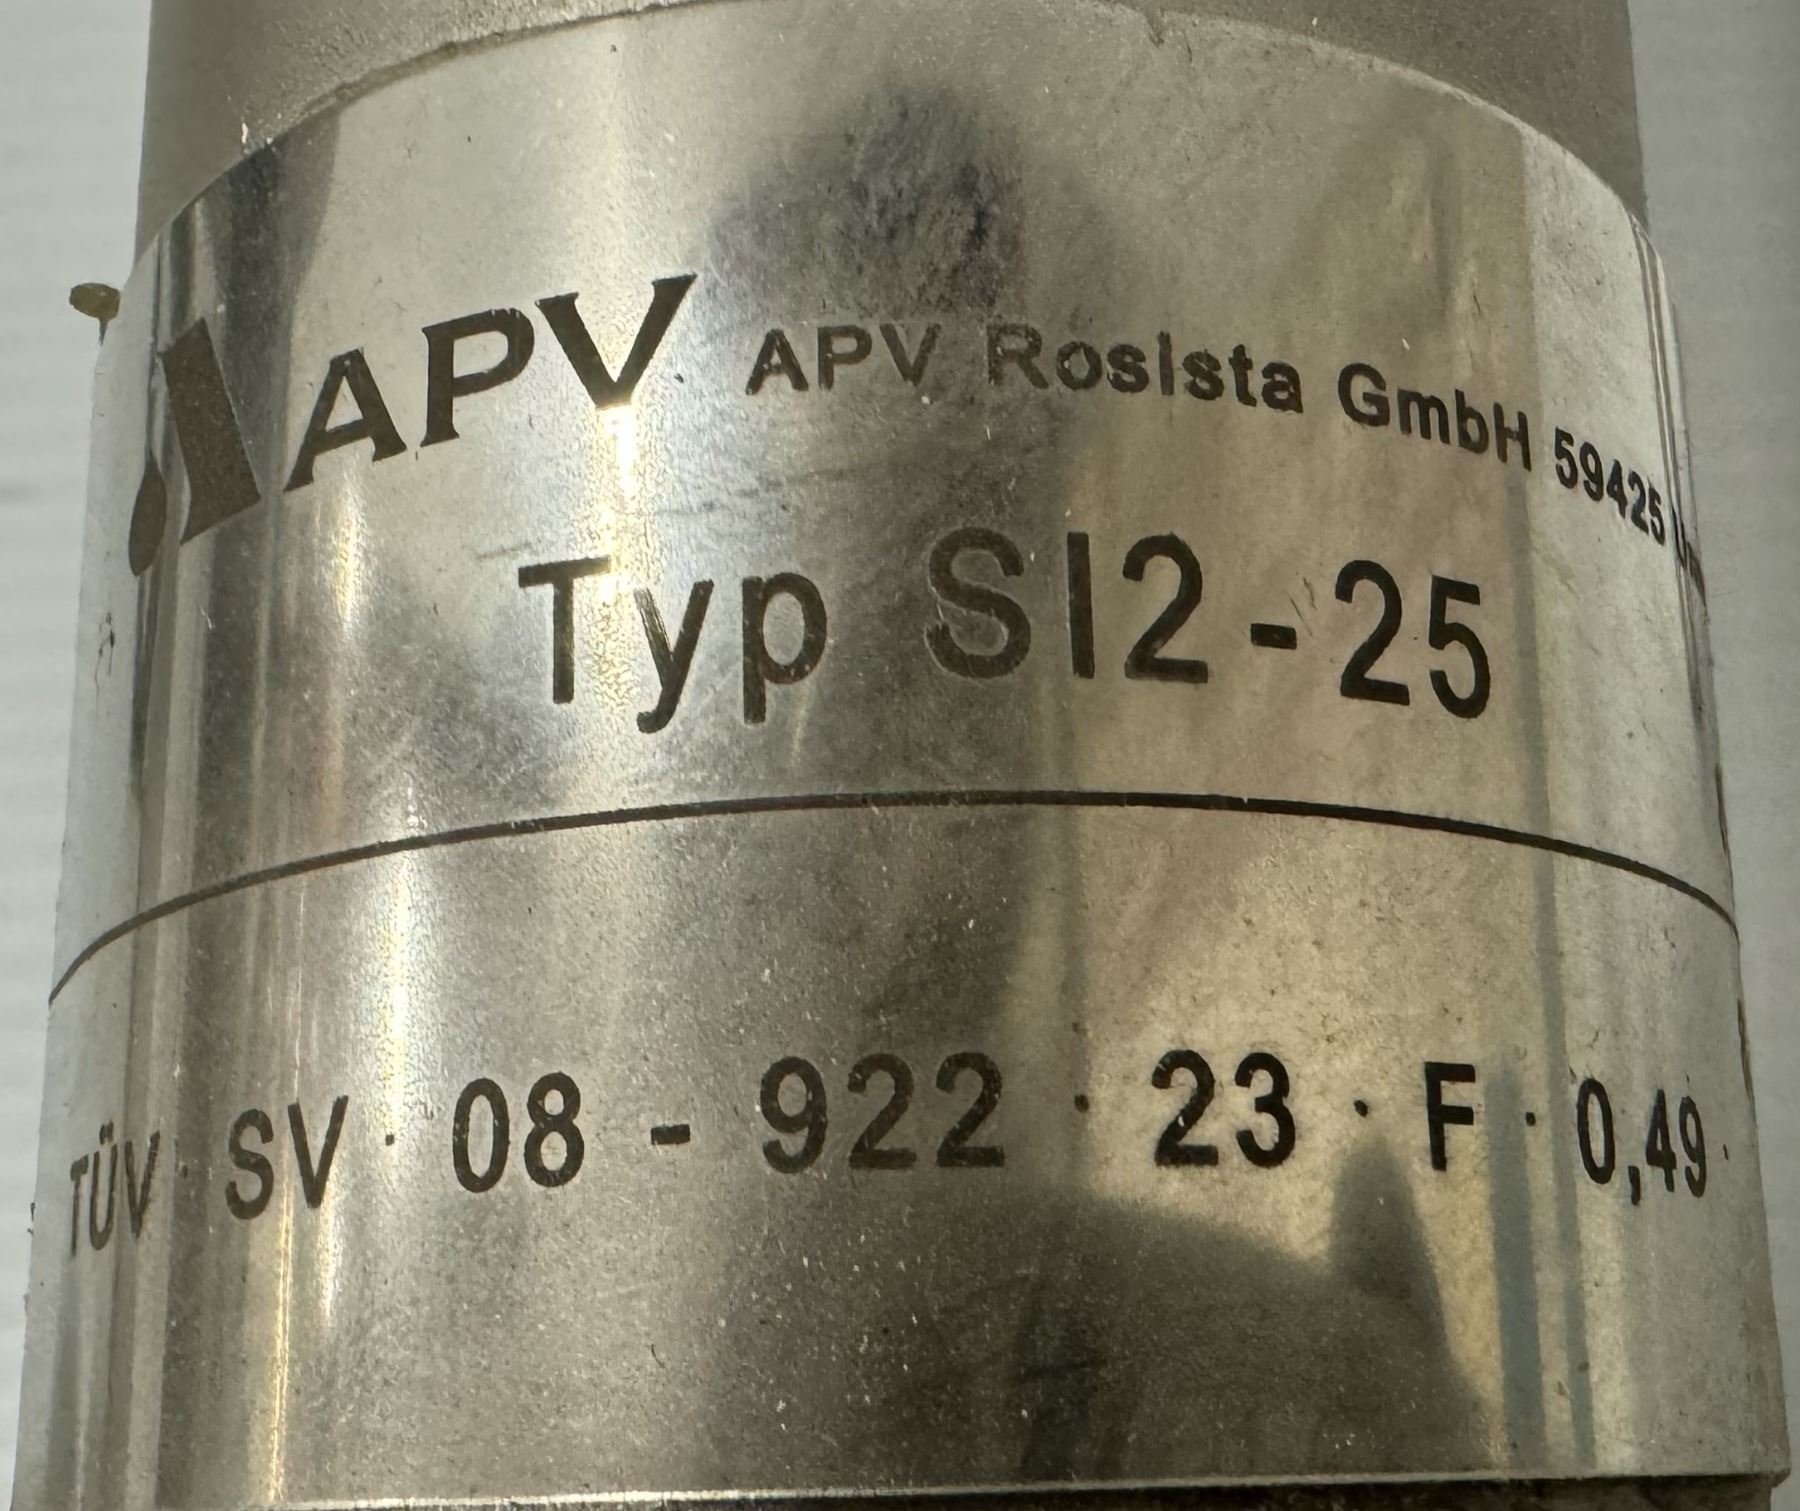 APV APV Rosista GmbH 59425
Typ SI2-25
TÜV · SV · 08 - 922 · 23 · F · 0,49 ·